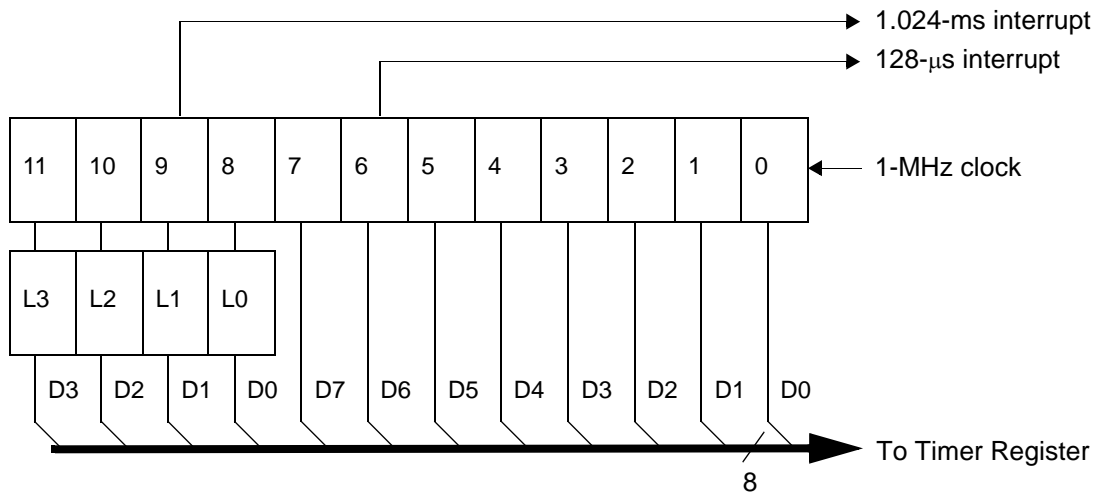 1.024-ms interrupt
128-μs interrupt
11 10 9 8 7 6 5 4 3 2 1 0
1-MHz clock
L3 L2 L1 L0
D3 D2 D1 D0 D7 D6 D5 D4 D3 D2 D1 D0
To Timer Register
8